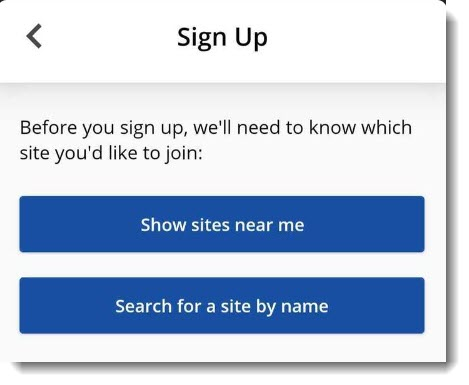 Sign Up
Before you sign up, we'll need to know which
site you'd like to join:
Show sites near me
Search for a site by name